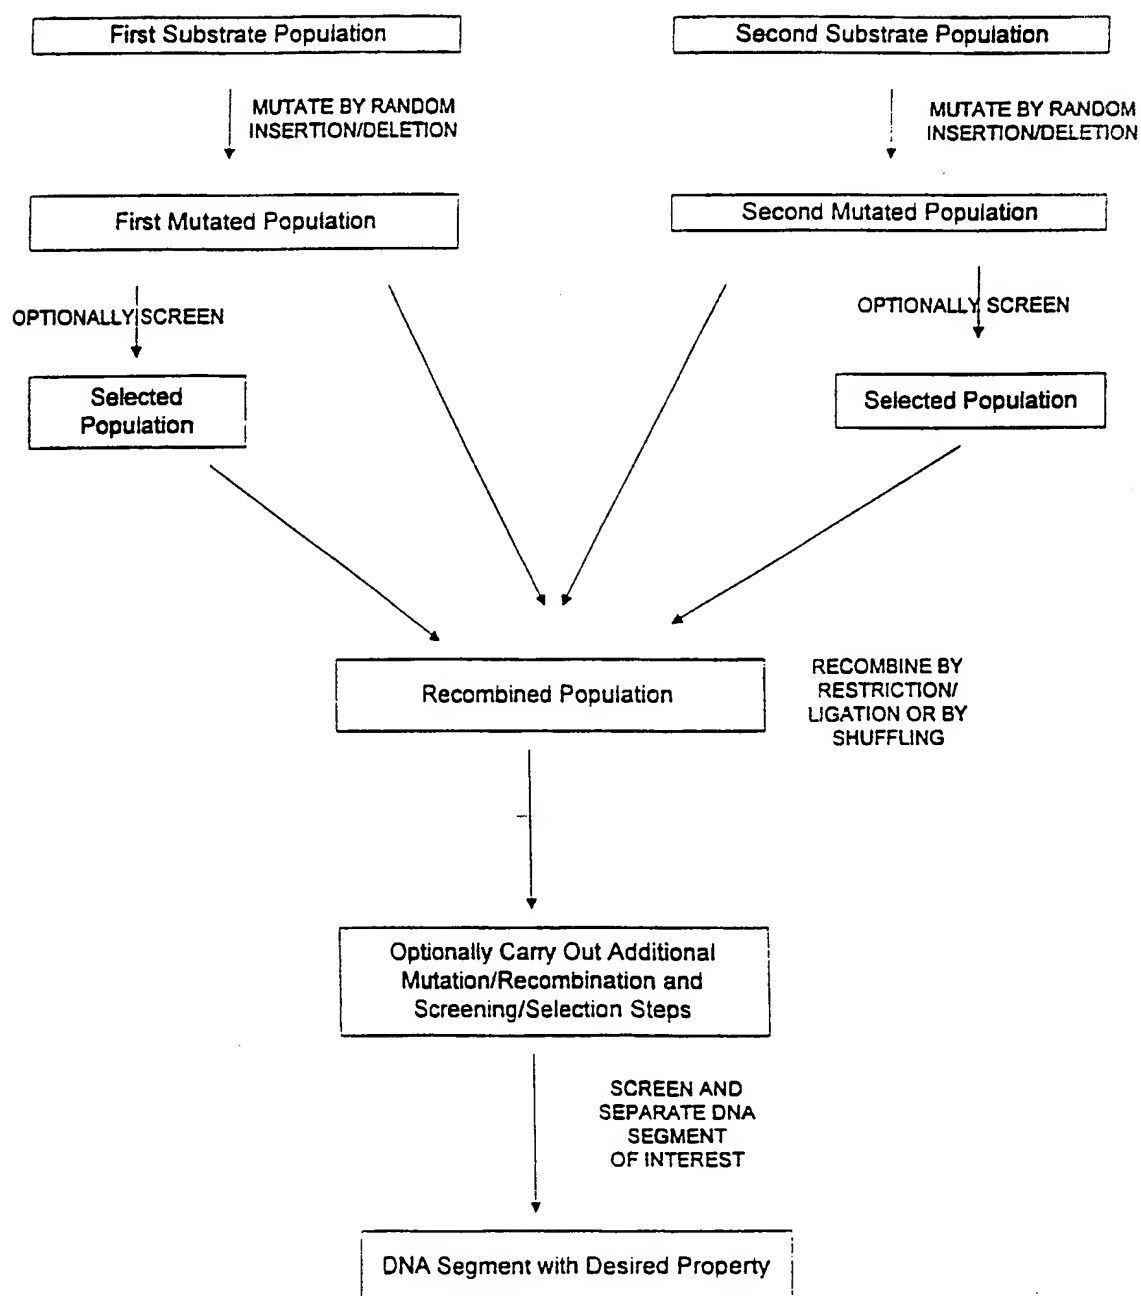 First Substrate Population
Second Substrate Population
MUTATE BY RANDOM
INSERTION/DELETION
MUTATE BY RANDOM
INSERTION/DELETION
First Mutated Population
Second Mutated Population
OPTIONALLY SCREEN
OPTIONALLY SCREEN
Selected
Population
Selected Population
Recombined Population
RECOMBINE BY
RESTRICTION/
LIGATION OR BY
SHUFFLING
Optionally Carry Out Additional
Mutation/Recombination and
Screening/Selection Steps
SCREEN AND
SEPARATE DNA
SEGMENT
OF INTEREST
DNA Segment with Desired Property